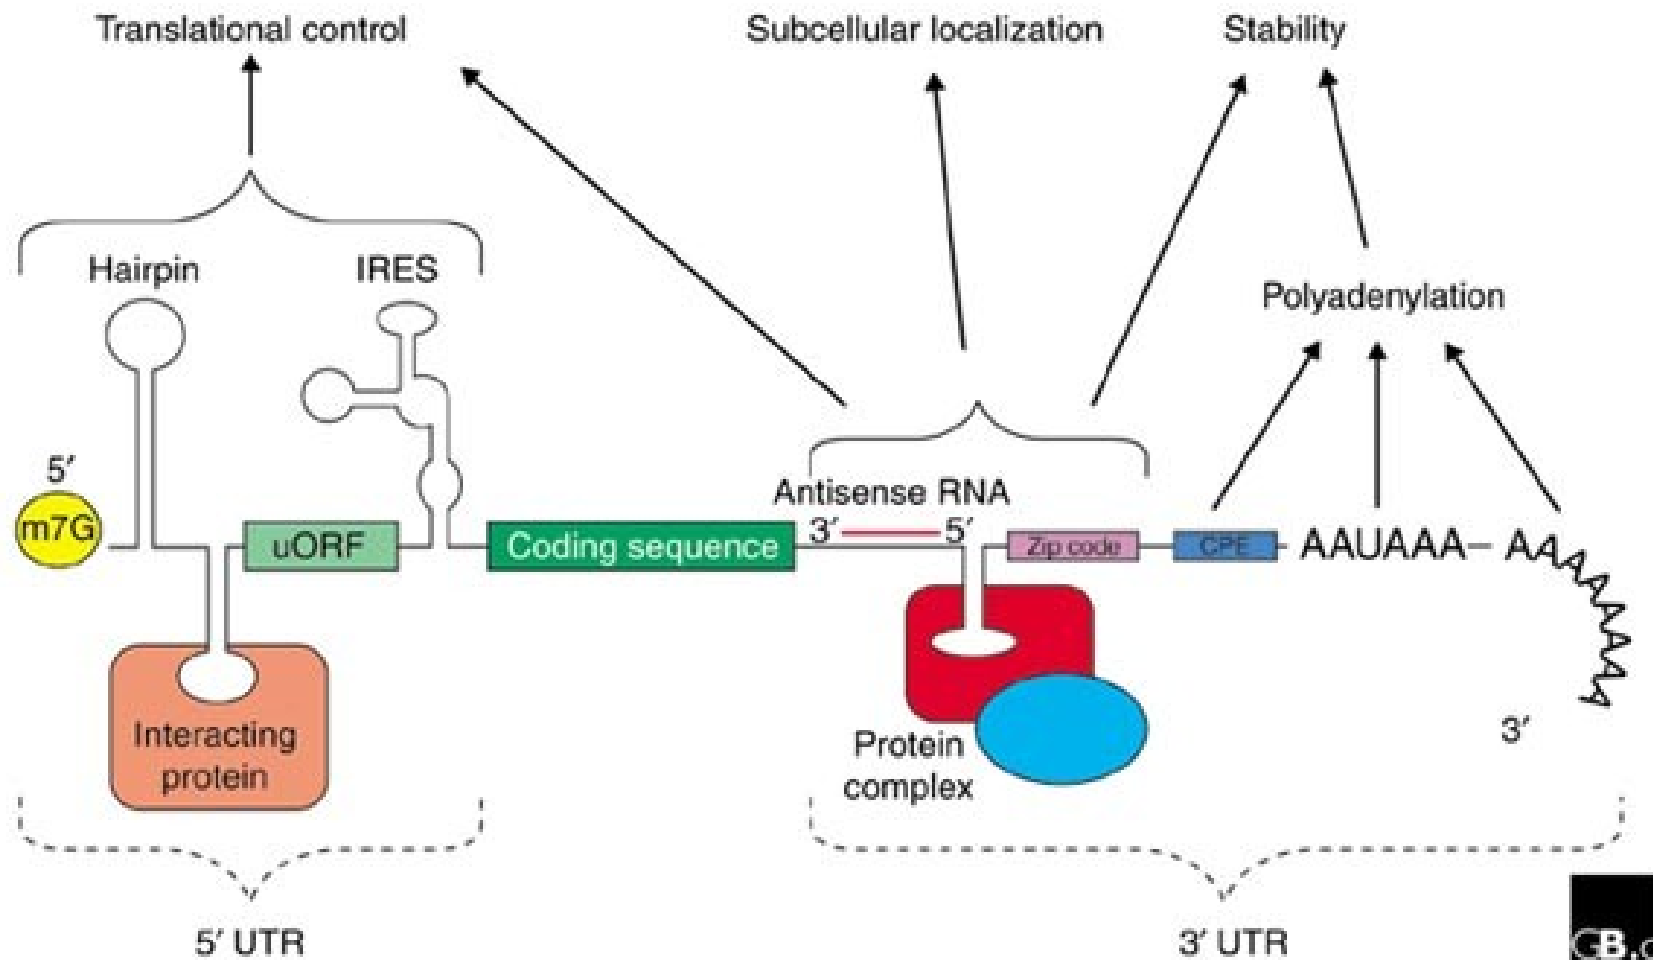 Translational control
Subcellular localization
Stability
Hairpin
IRES
Polyadenylation
5′
m7G
uORF
Coding sequence
Antisense RNA
3′
5′
Zip code
CPE
AAUAAA– AAAAAAAA
Interacting
protein
Protein
complex
3′
5′ UTR
3′ UTR